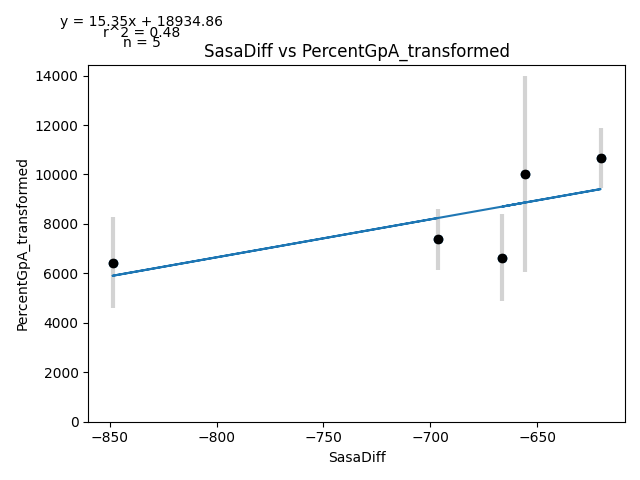 y = 15.35x + 18934.86
r^2 = 0.48
n = 5
SasaDiff vs PercentGpA_transformed
14000
12000
10000
8000
6000
4000
2000
0
PercentGpA_transformed
−850
−800
−750
−700
−650
SasaDiff